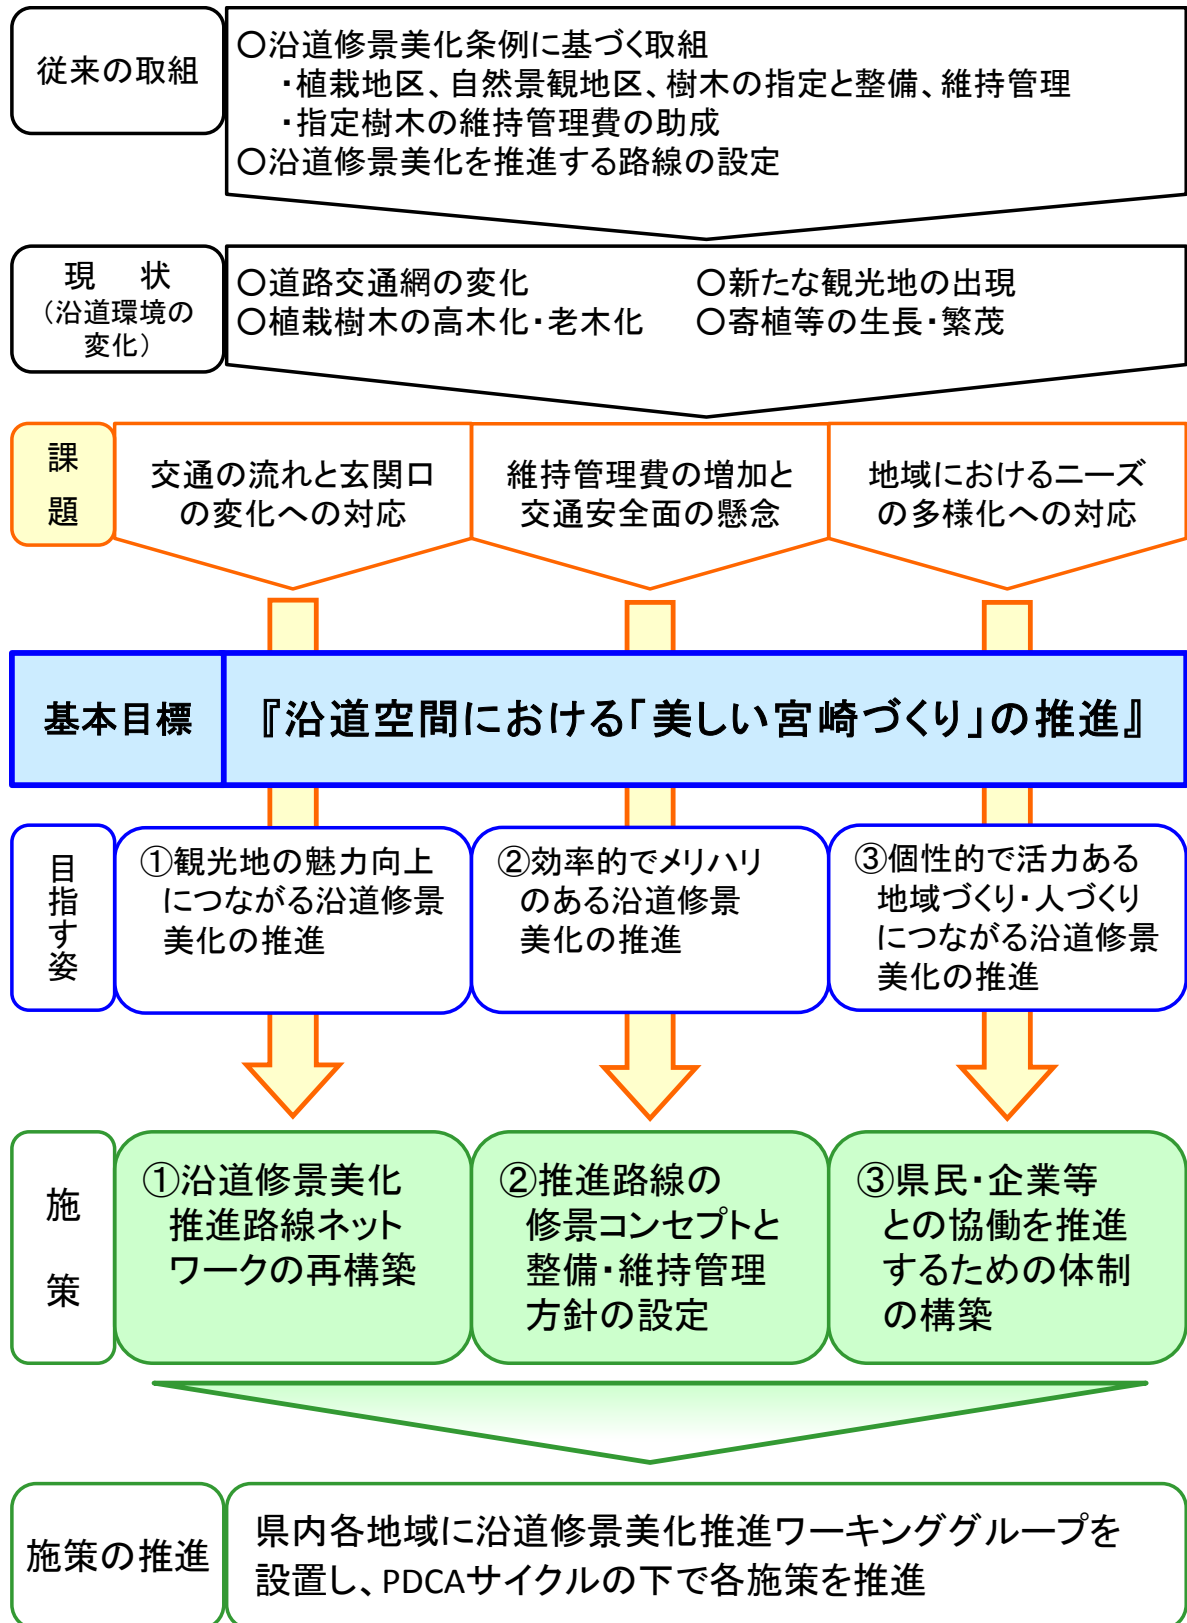 従来の取組
○沿道修景美化条例に基づく取組
・植栽地区、自然景観地区、樹木の指定と整備、維持管理
・指定樹木の維持管理費の助成
○沿道修景美化を推進する路線の設定
現 状
（沿道環境の
変化）
○道路交通網の変化
○新たな観光地の出現
○植栽樹木の高木化・老木化
○寄植等の生長・繁茂
課
題
交通の流れと玄関口
の変化への対応
維持管理費の増加と
交通安全面の懸念
地域におけるニーズ
の多様化への対応
基本目標
『沿道空間における「美しい宮崎づくり」の推進』
目指す姿
①観光地の魅力向上
につながる沿道修景
美化の推進
②効率的でメリハリ
のある沿道修景
美化の推進
③個性的で活力ある
地域づくり・人づくり
につながる沿道修景
美化の推進
施
策
①沿道修景美化
推進路線ネット
ワークの再構築
②推進路線の
修景コンセプトと
整備・維持管理
方針の設定
③県民・企業等
との協働を推進
するための体制
の構築
施策の推進
県内各地域に沿道修景美化推進ワーキンググループを
設置し、PDCAサイクルの下で各施策を推進